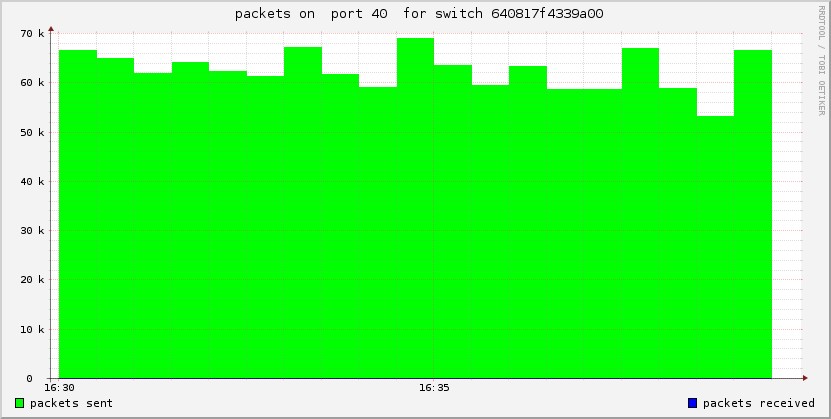 packets on  port 40  for switch 640817f4339a00
RRDTOOL / TOBI OETIKER
70 k
60 k
50 k
40 k
30 k
20 k
10 k
0
16:30 16:35
packets sent packets received